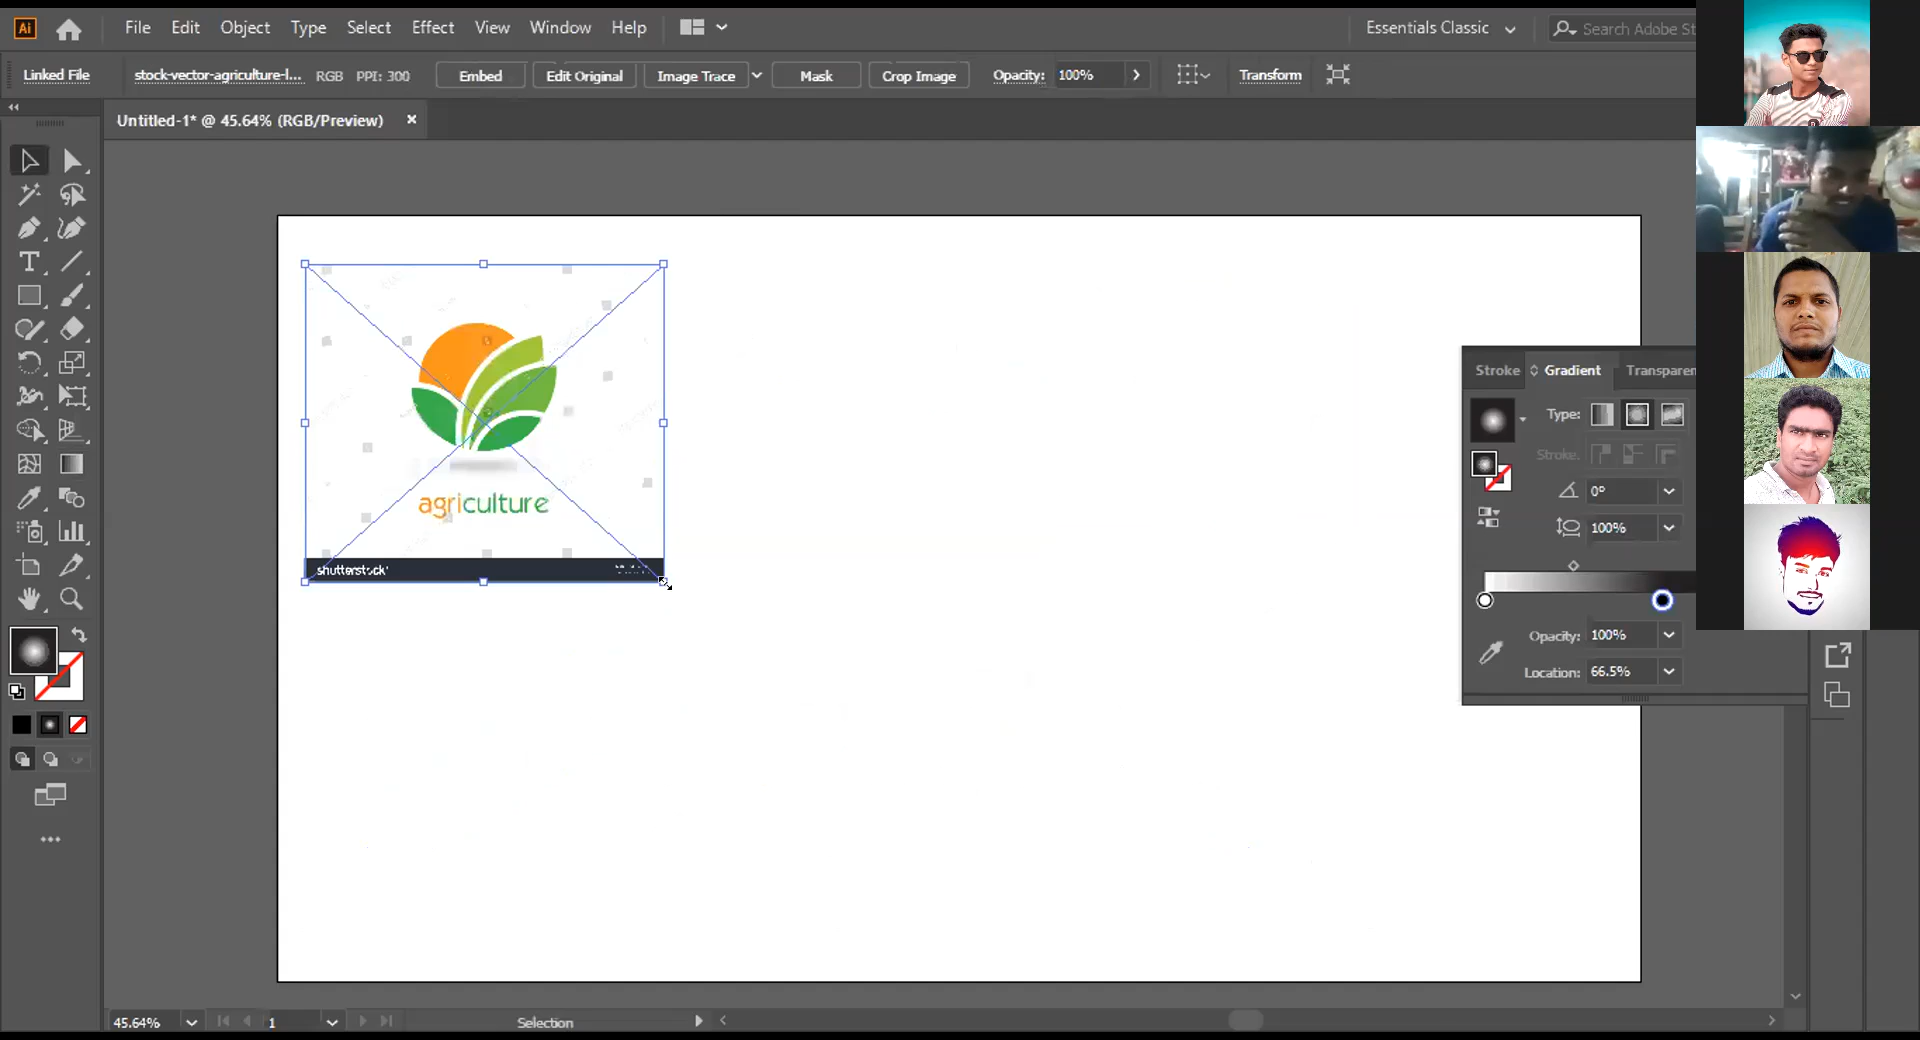 Ai File Edit Object Type Select Effect View Window Help Essentials Classic Search Adobe St
Linked File stock-vector-agriculture-l... RGB PPI: 300 Embed Edit Original Image Trace Mask Crop Image Opacity: 100% Transform
Untitled-1* @ 45.64% (RGB/Preview) ×
Stroke Gradient Transparen
Type:
Stroke:
0°
100%
Opacity: 100%
Location: 66.5%
agriculture
shutterstock
45.64% 1 Selection